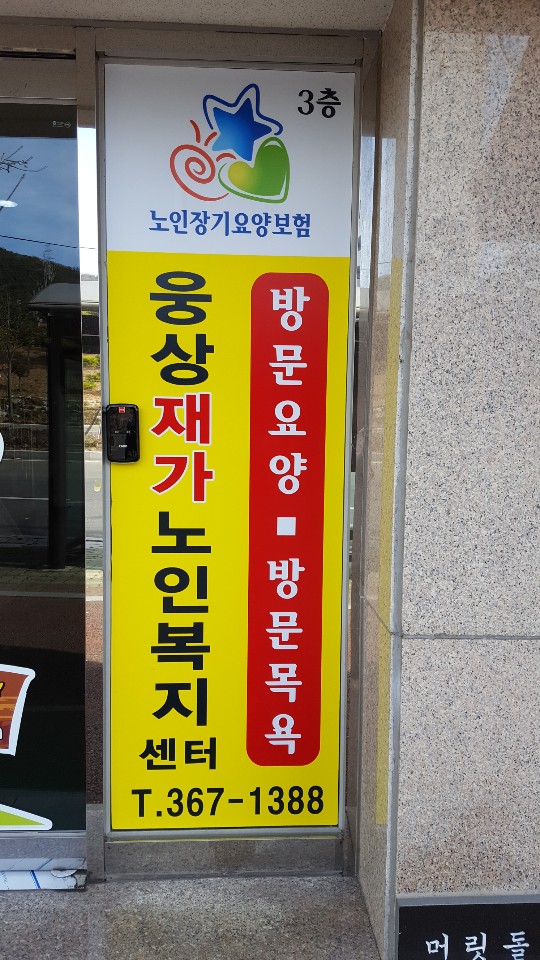 3층
노인장기요양보험
웅상재가노인복지센터
방문요양 ▪ 방문목욕
T.367-1388
머릿돌